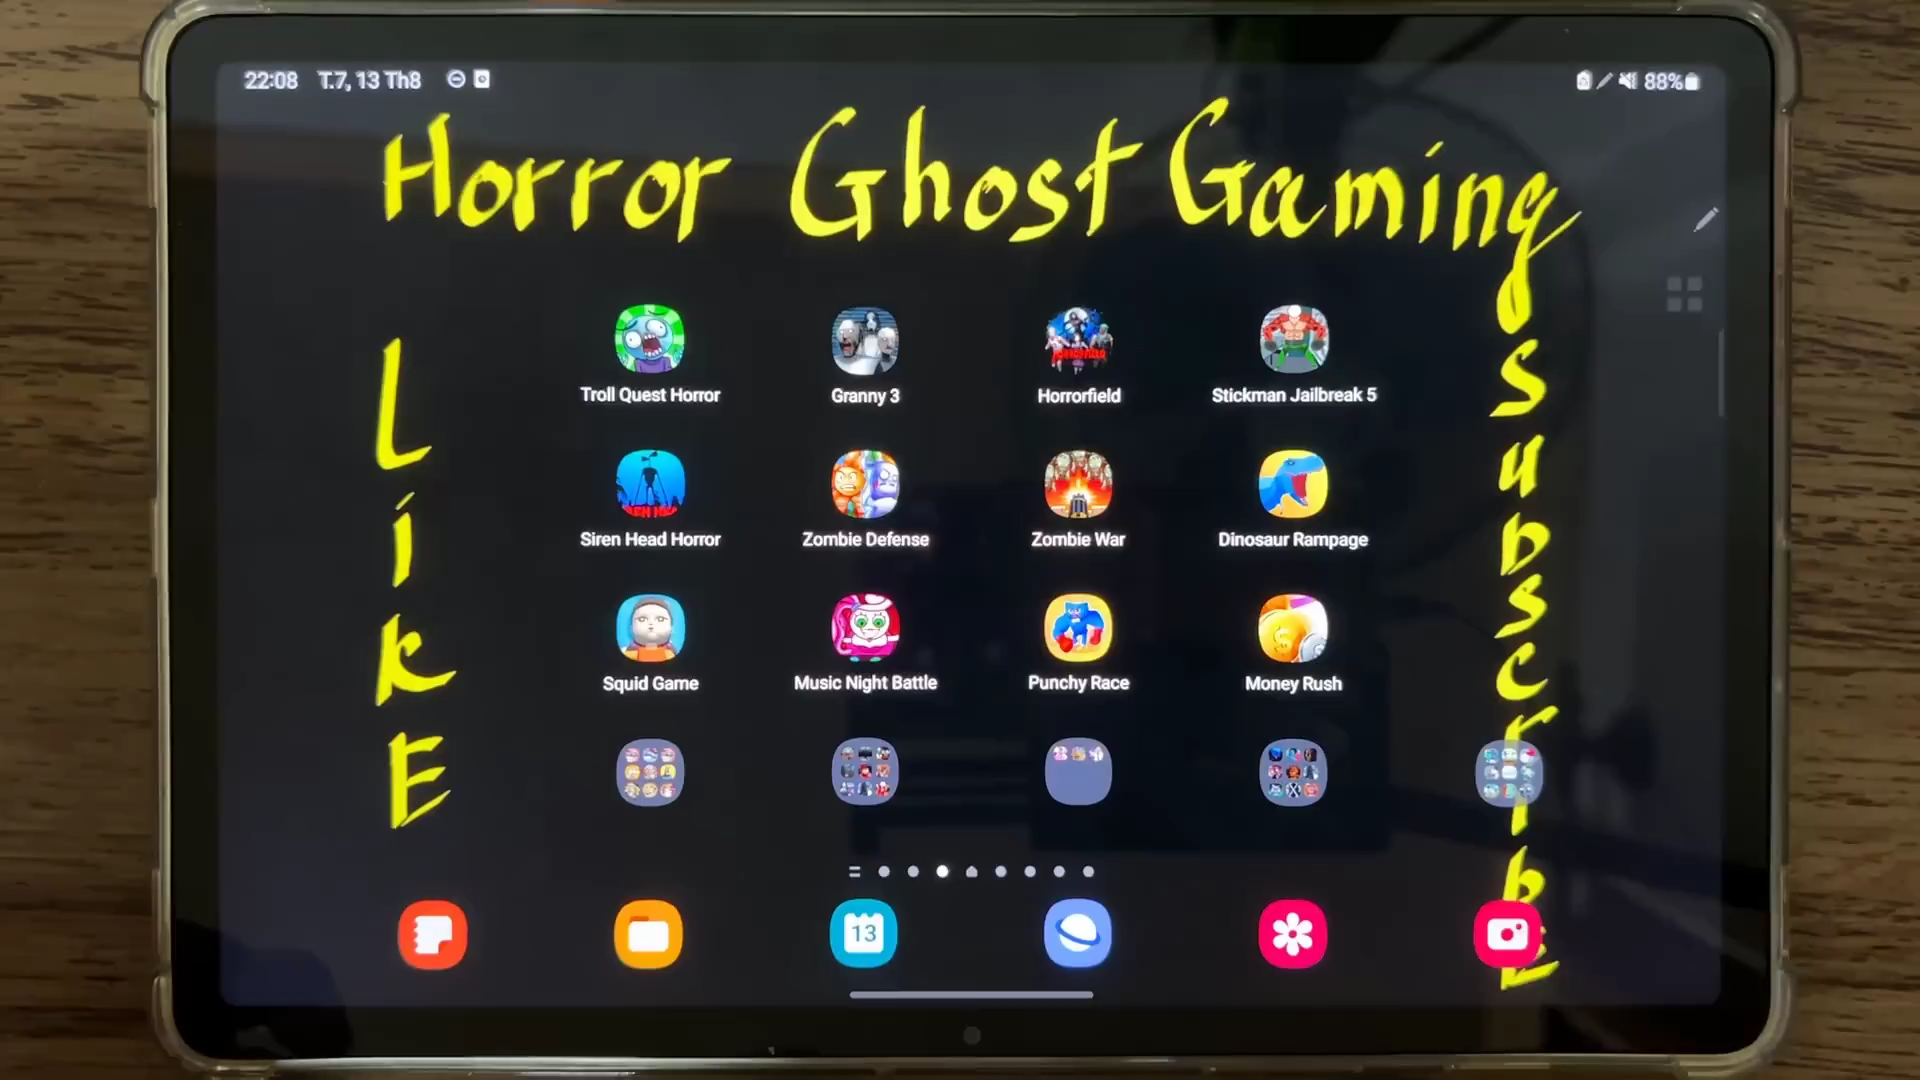 22:08 T.7, 13 Th8 88%
Horror Ghost Gaming
LikE
subscribE
Troll Quest Horror
Granny 3
Horrorfield
Stickman Jailbreak 5
Siren Head Horror
Zombie Defense
Zombie War
Dinosaur Rampage
Squid Game
Music Night Battle
Punchy Race
Money Rush
13